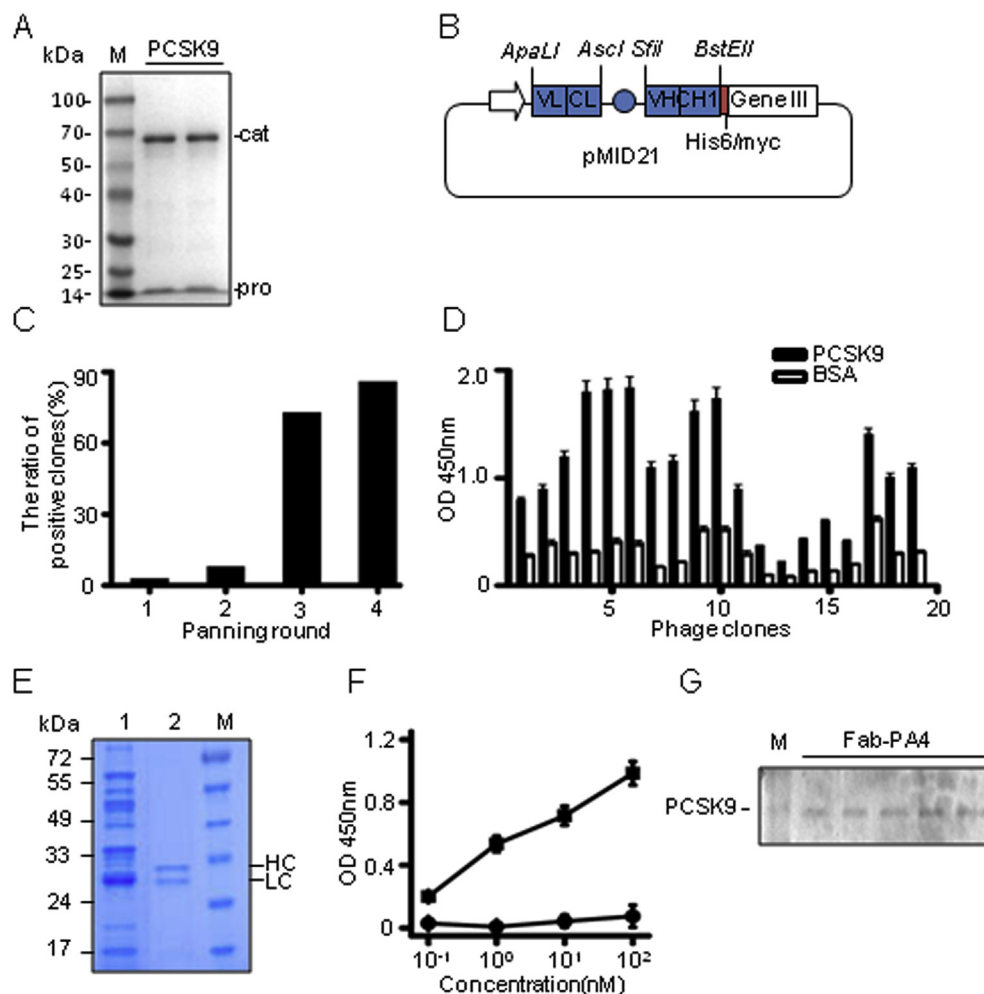 A
kDa M PCSK9
100-
70-
50-
40-
30-
25-
14-
-cat
-pro
B
ApaLI AscI SfiI BstEII
VL CL VH CH1 Gene III
His6/myc
pMID21
C
The ratio of
positive clones(%)
90
60
30
0
1 2 3 4
Panning round
D
PCSK9
BSA
OD 450nm
2.0
1.0
0
5 10 15 20
Phage clones
E
kDa 1 2 M
72
55
49
33
24
17
HC
LC
F
OD 450nm
1.2
0.8
0.4
0
10⁻¹ 10⁰ 10¹ 10²
Concentration(nM)
G
M Fab-PA4
PCSK9 -